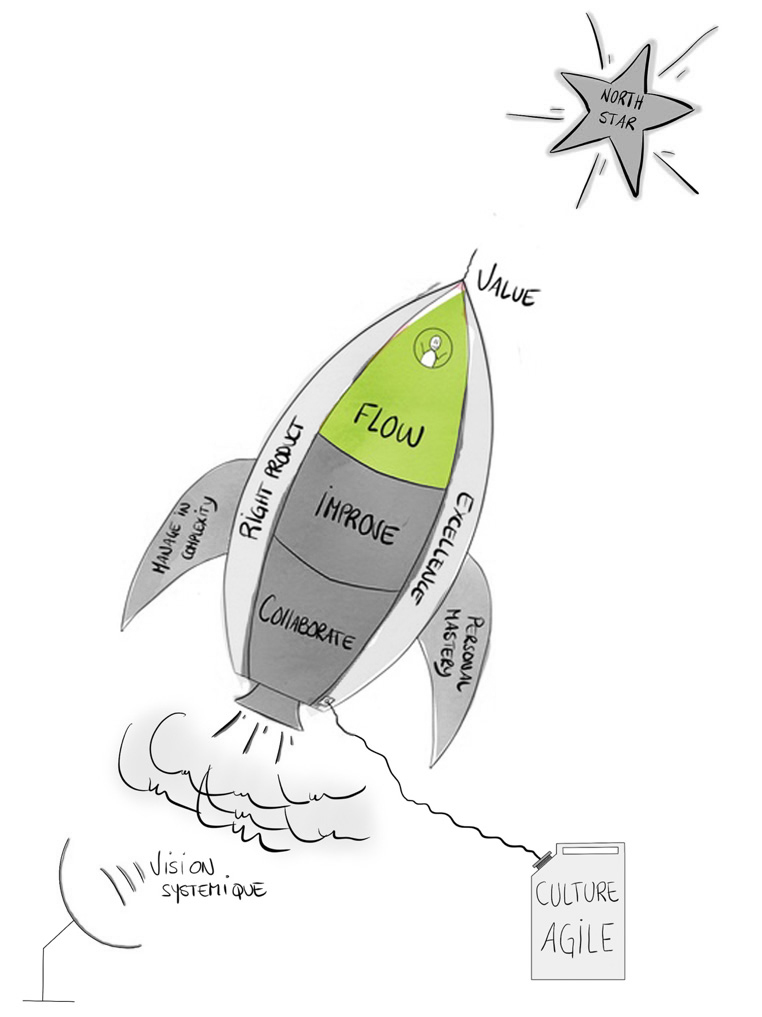 NORTH
STAR
VALUE
FLOW
RIGHT PRODUCT
IMPROVE
EXCELLENCE
MANAGE IN
COMPLEXITY
COLLABORATE
PERSONAL
MASTERY
VISION
SYSTEMIQUE
CULTURE
AGILE